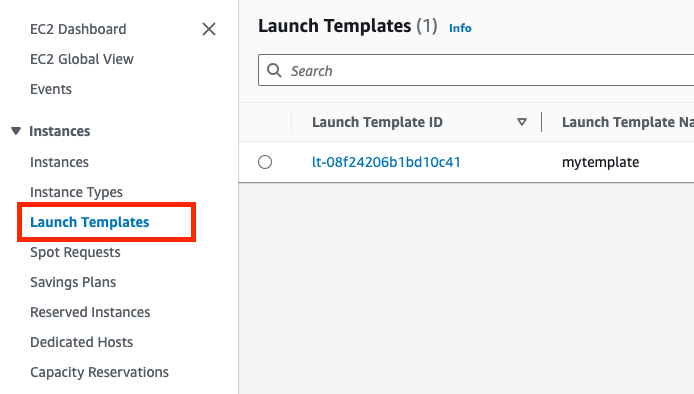 EC2 Dashboard
EC2 Global View
Events
Instances
Instances
Instance Types
Launch Templates
Spot Requests
Savings Plans
Reserved Instances
Dedicated Hosts
Capacity Reservations
Launch Templates (1) Info
Search
Launch Template ID
Launch Template Na
lt-08f24206b1bd10c41
mytemplate